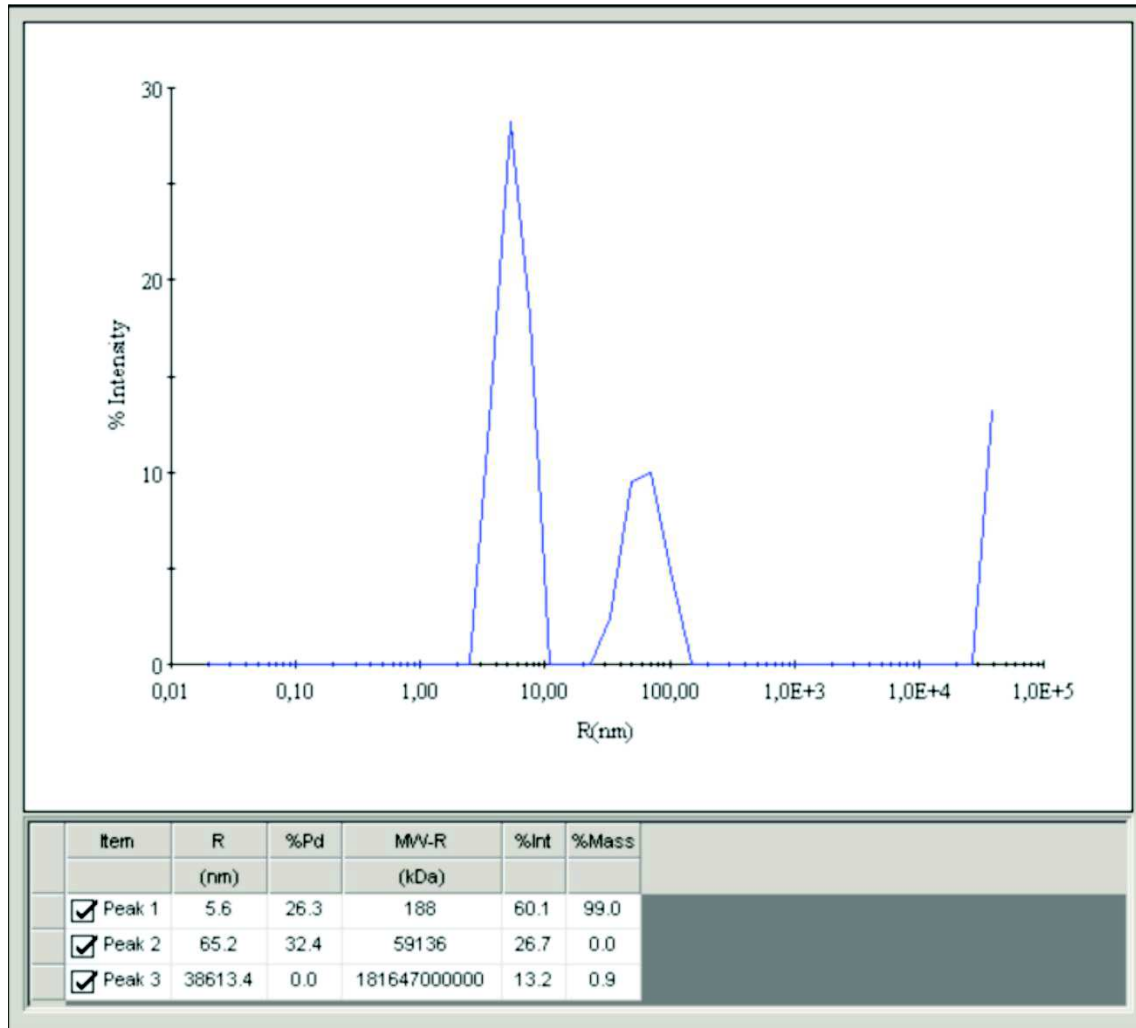 30
20
% Intensity
10
0
0,01 0,10 1,00 10,00 100,00 1,0E+3 1,0E+4 1,0E+5
R(nm)
Item R %Pd MW-R %Int %Mass
(nm) (kDa)
Peak 1 5.6 26.3 188 60.1 99.0
Peak 2 65.2 32.4 59136 26.7 0.0
Peak 3 38613.4 0.0 181647000000 13.2 0.9